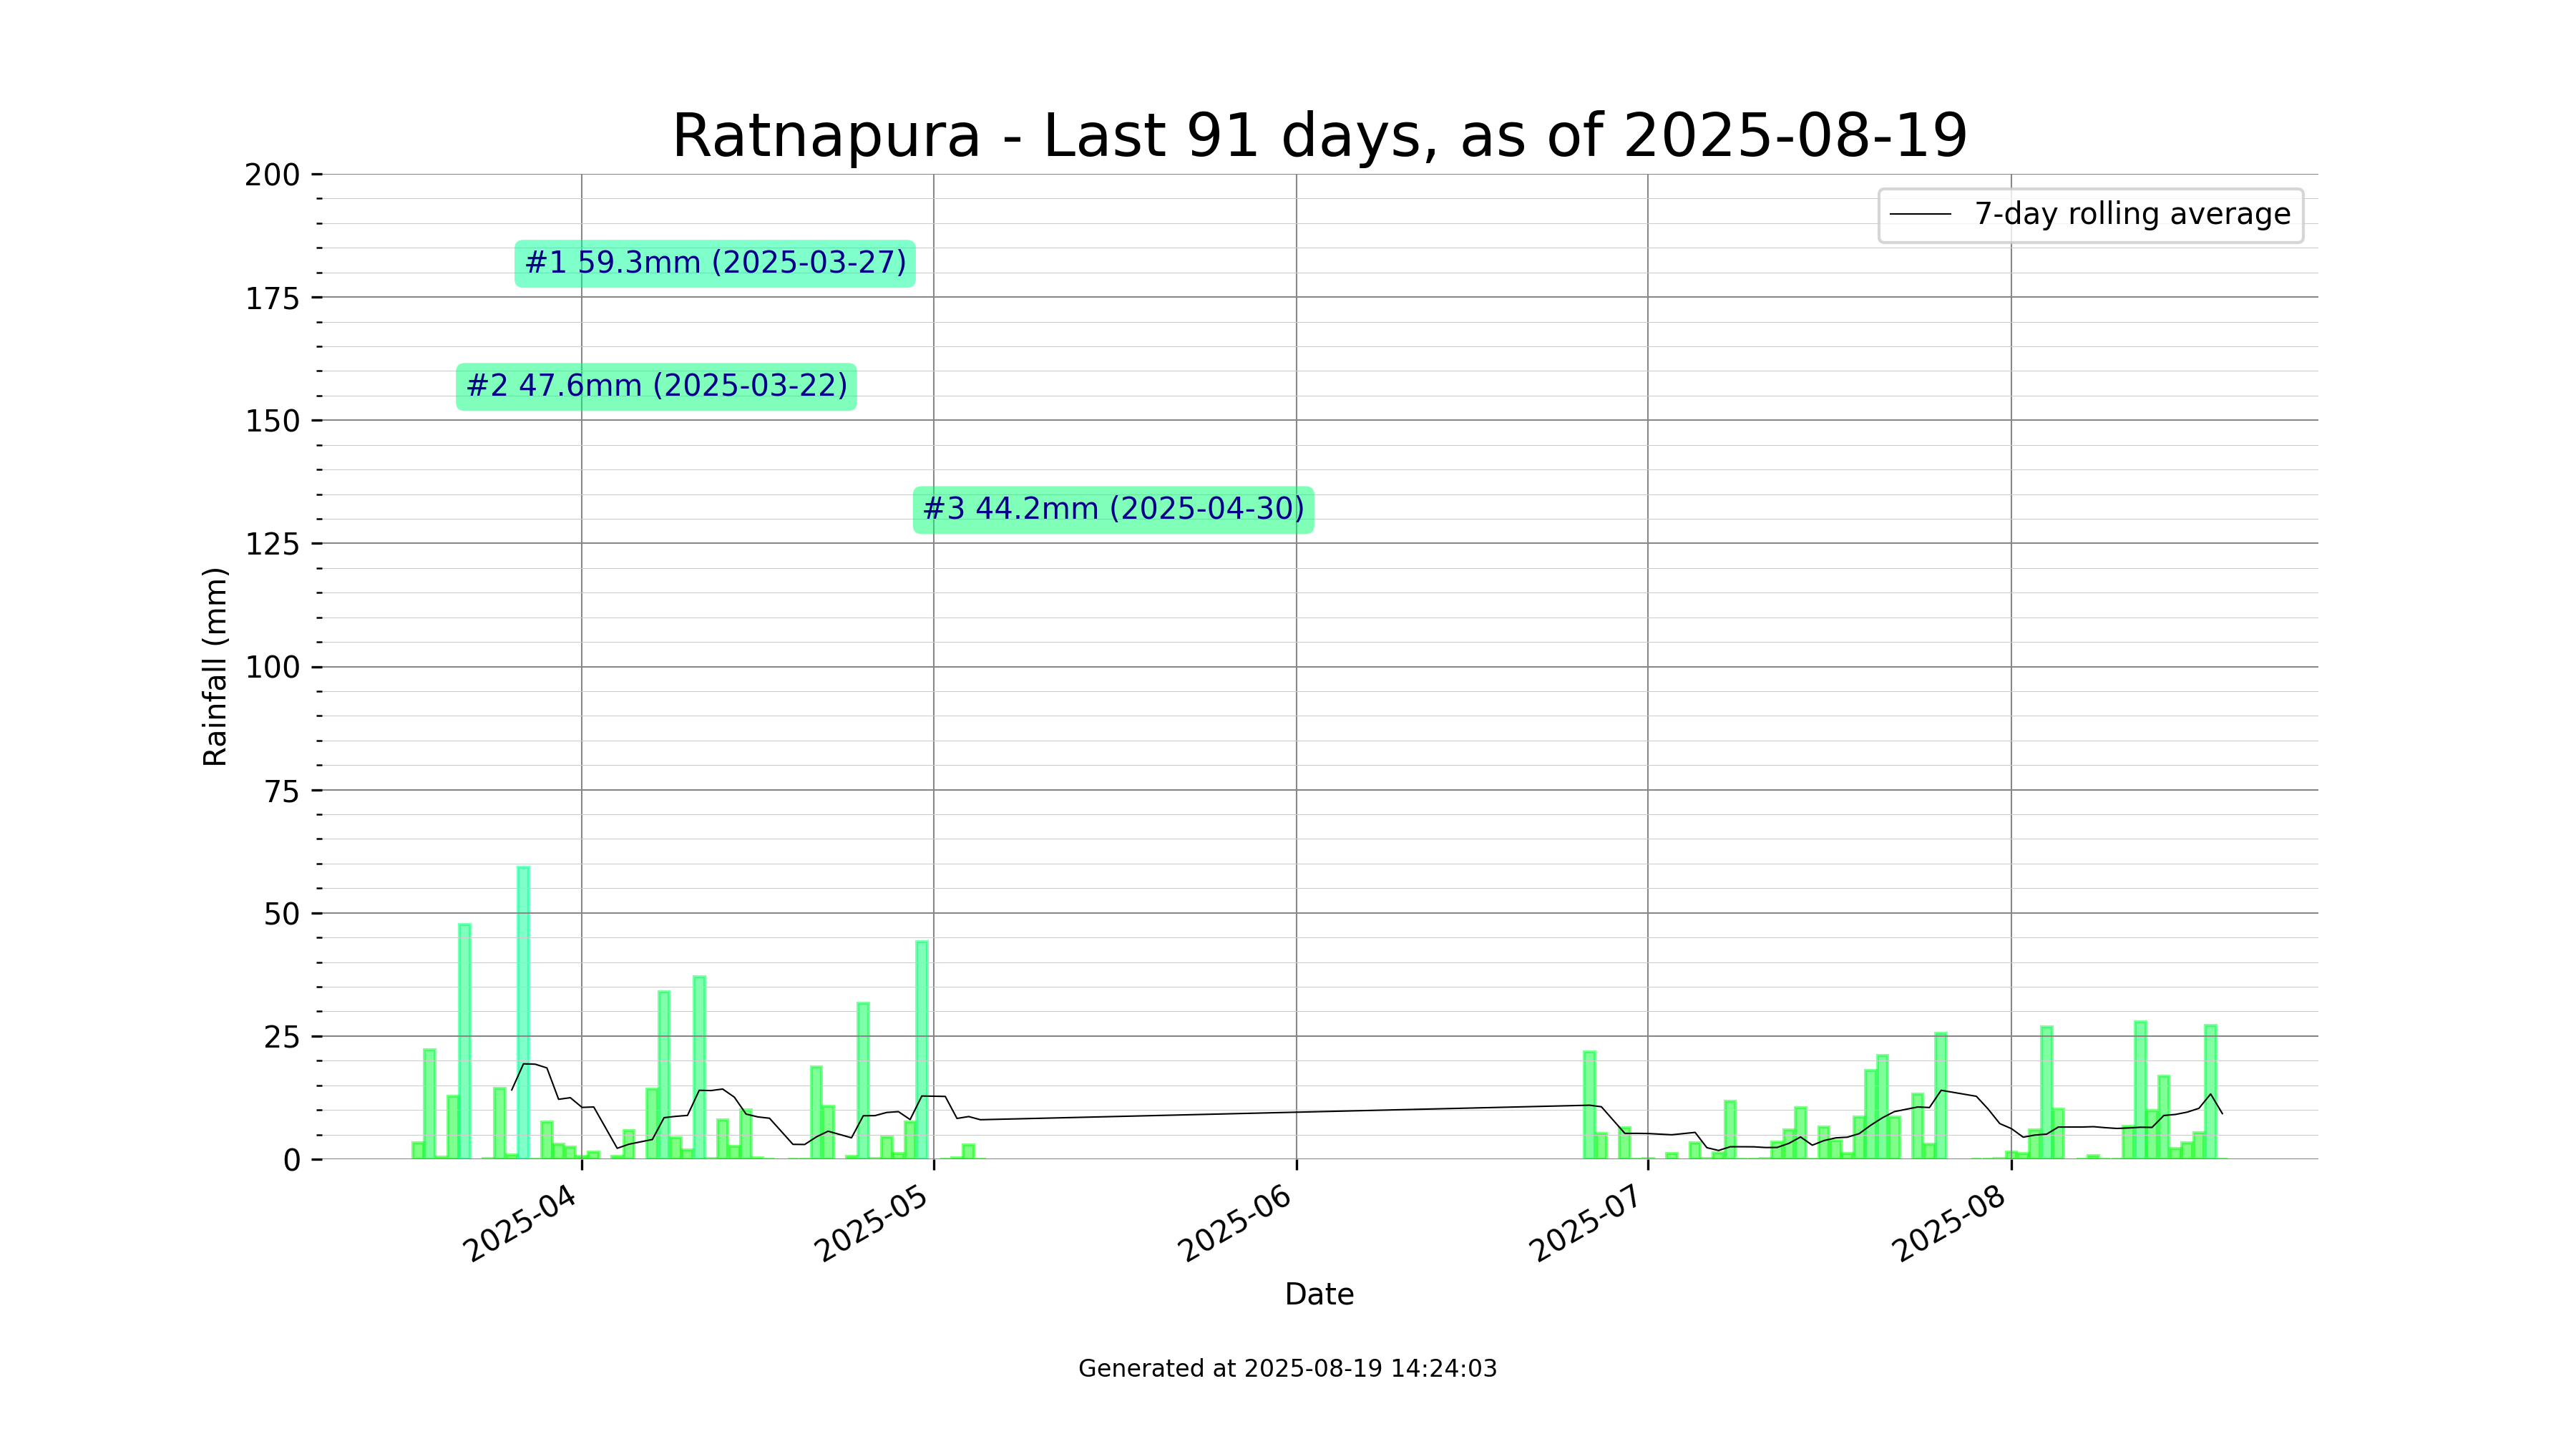 Ratnapura - Last 91 days, as of 2025-08-19
7-day rolling average
#1 59.3mm (2025-03-27)
#2 47.6mm (2025-03-22)
#3 44.2mm (2025-04-30)
Rainfall (mm)
200
175
150
125
100
75
50
25
0
2025-04
2025-05
2025-06
2025-07
2025-08
Date
Generated at 2025-08-19 14:24:03